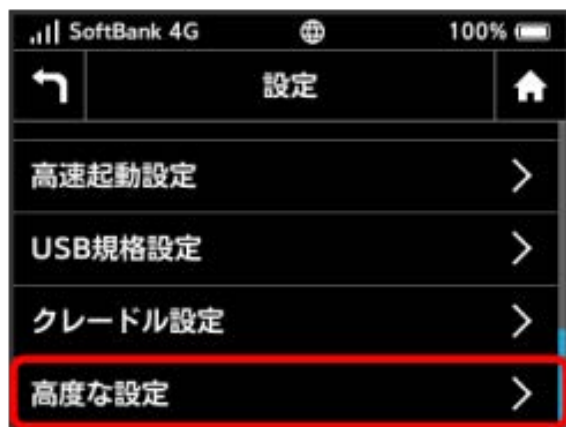 SoftBank 4G 100%
設定
高速起動設定
USB規格設定
クレードル設定
高度な設定